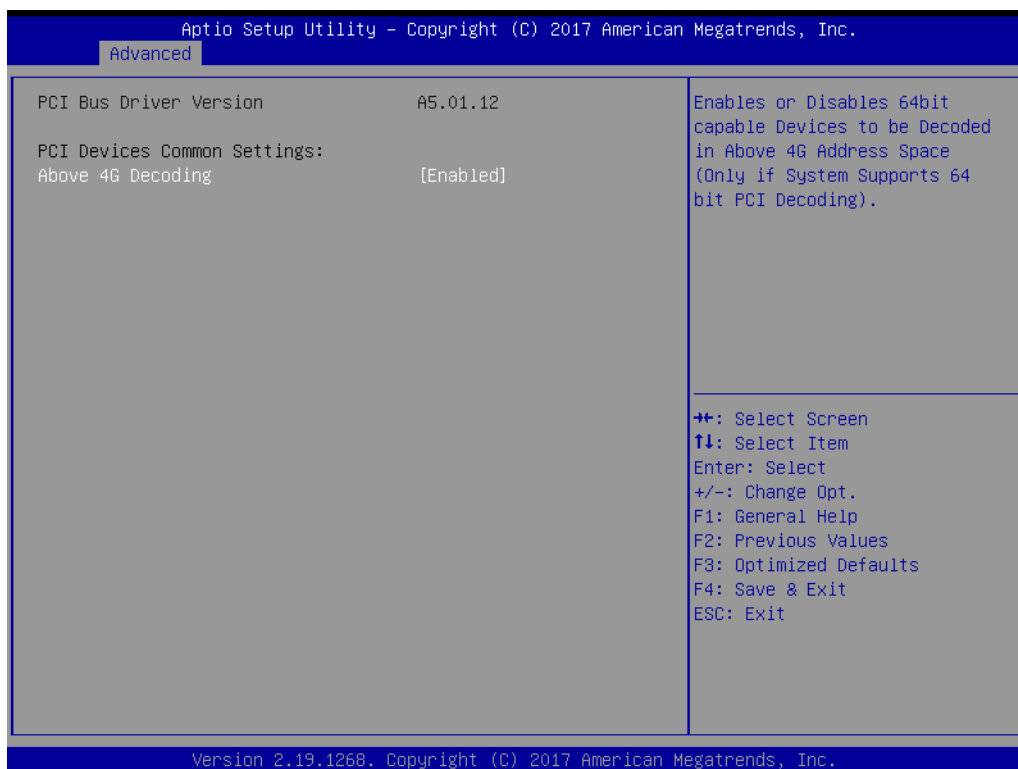 Aptio Setup Utility – Copyright (C) 2017 American Megatrends, Inc.
Advanced
PCI Bus Driver Version A5.01.12
PCI Devices Common Settings:
Above 4G Decoding [Enabled]
Enables or Disables 64bit
capable Devices to be Decoded
in Above 4G Address Space
(Only if System Supports 64
bit PCI Decoding).
→←: Select Screen
↑↓: Select Item
Enter: Select
+/-: Change Opt.
F1: General Help
F2: Previous Values
F3: Optimized Defaults
F4: Save & Exit
ESC: Exit
Version 2.19.1268. Copyright (C) 2017 American Megatrends, Inc.